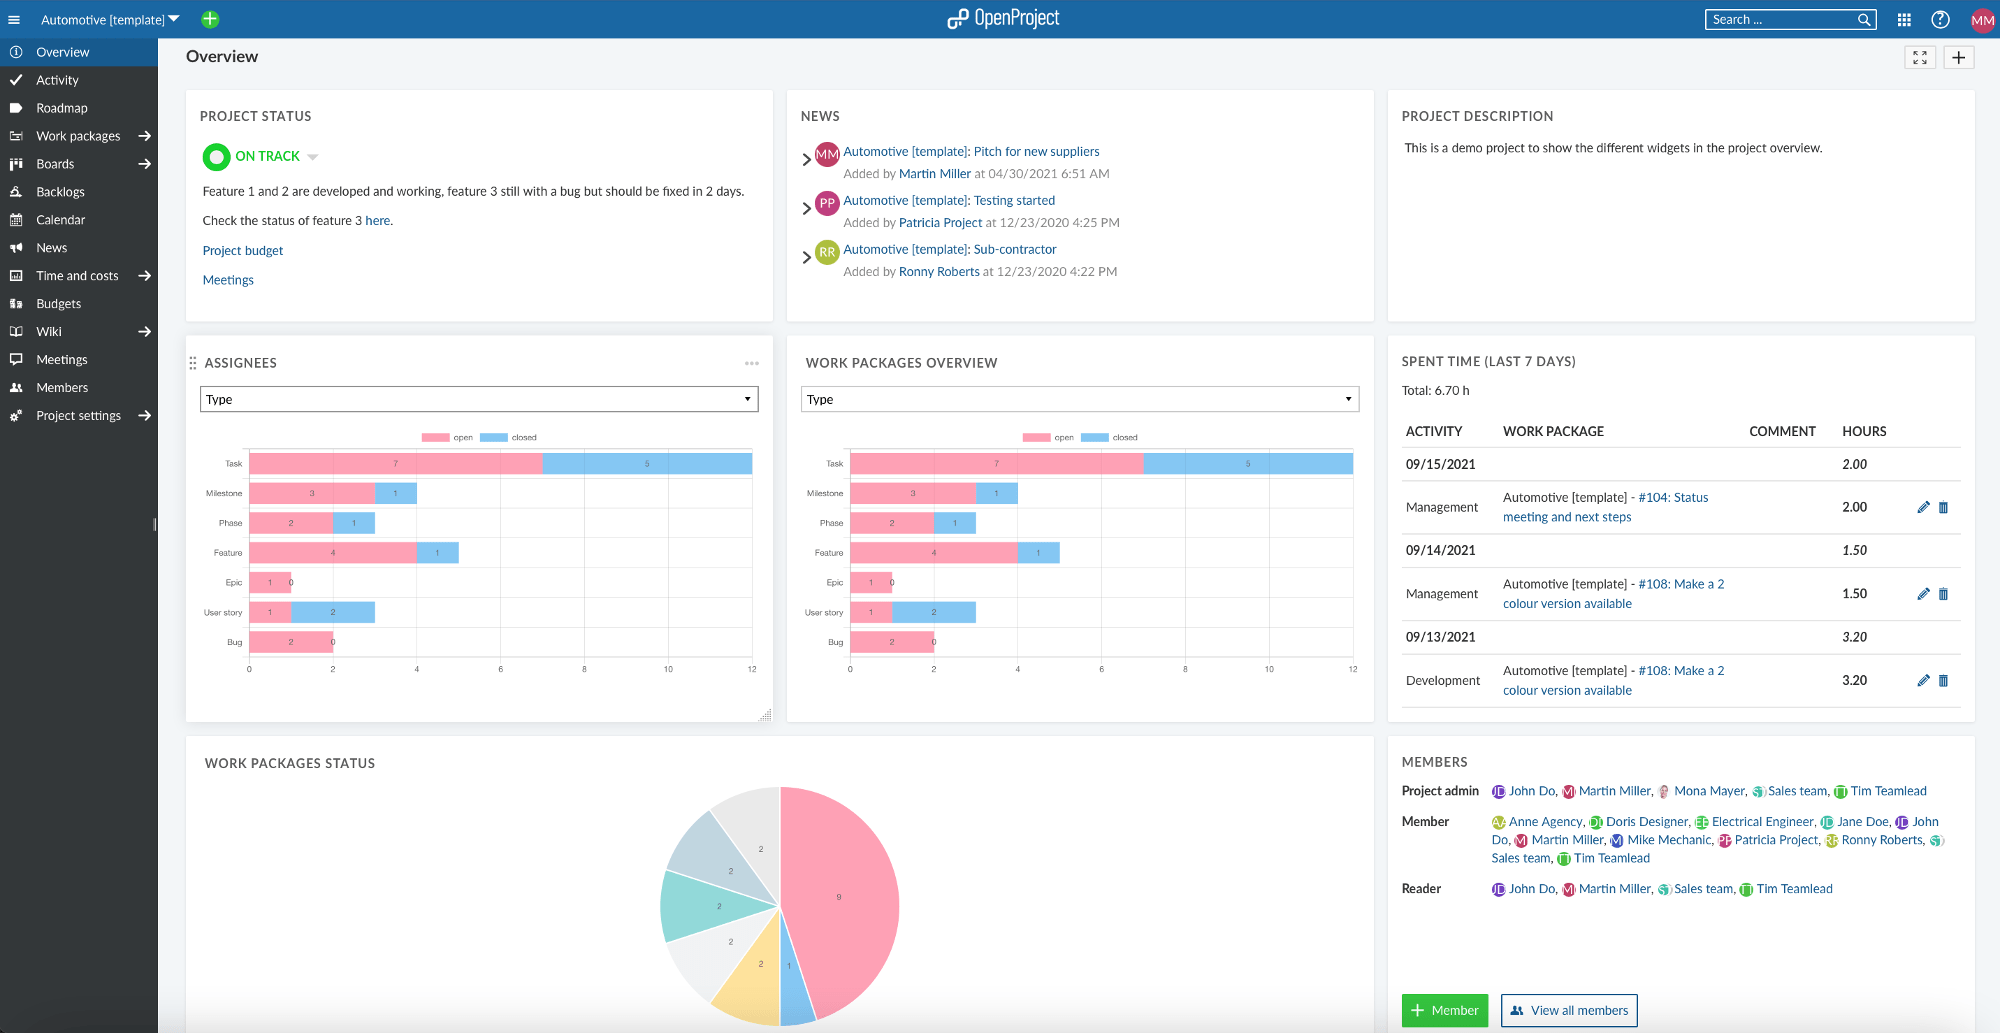 Automotive [template]
OpenProject
Search ...
MM
Overview
Activity
Roadmap
Work packages
Boards
Backlogs
Calendar
News
Time and costs
Budgets
Wiki
Meetings
Members
Project settings
Overview
PROJECT STATUS
ON TRACK
Feature 1 and 2 are developed and working, feature 3 still with a bug but should be fixed in 2 days.
Check the status of feature 3 here.
Project budget
Meetings
NEWS
MM Automotive [template]: Pitch for new suppliers
Added by Martin Miller at 04/30/2021 6:51 AM
PP Automotive [template]: Testing started
Added by Patricia Project at 12/23/2020 4:25 PM
RR Automotive [template]: Sub-contractor
Added by Ronny Roberts at 12/23/2020 4:22 PM
PROJECT DESCRIPTION
This is a demo project to show the different widgets in the project overview.
ASSIGNEES
Type
open closed
Task 7 5
Milestone 3 1
Phase 2 1
Feature 4 1
Epic 1 0
User story 1 2
Bug 2 0
0 2 4 6 8 10 12
WORK PACKAGES OVERVIEW
Type
open closed
Task 7 5
Milestone 3 1
Phase 2 1
Feature 4 1
Epic 1 0
User story 1 2
Bug 2 0
0 2 4 6 8 10 12
SPENT TIME (LAST 7 DAYS)
Total: 6.70 h
ACTIVITY WORK PACKAGE COMMENT HOURS
09/15/2021 2.00
Management Automotive [template] - #104: Status meeting and next steps 2.00
09/14/2021 1.50
Management Automotive [template] - #108: Make a 2 colour version available 1.50
09/13/2021 3.20
Development Automotive [template] - #108: Make a 2 colour version available 3.20
WORK PACKAGES STATUS
2
2
9
2
2
2
1
MEMBERS
Project admin JD John Do, M Martin Miller, Mona Mayer, S Sales team, TT Tim Teamlead
Member AA Anne Agency, DD Doris Designer, EE Electrical Engineer, JD Jane Doe, JD John
Do, M Martin Miller, M Mike Mechanic, PP Patricia Project, RR Ronny Roberts, S
Sales team, TT Tim Teamlead
Reader JD John Do, M Martin Miller, S Sales team, TT Tim Teamlead
+ Member
View all members